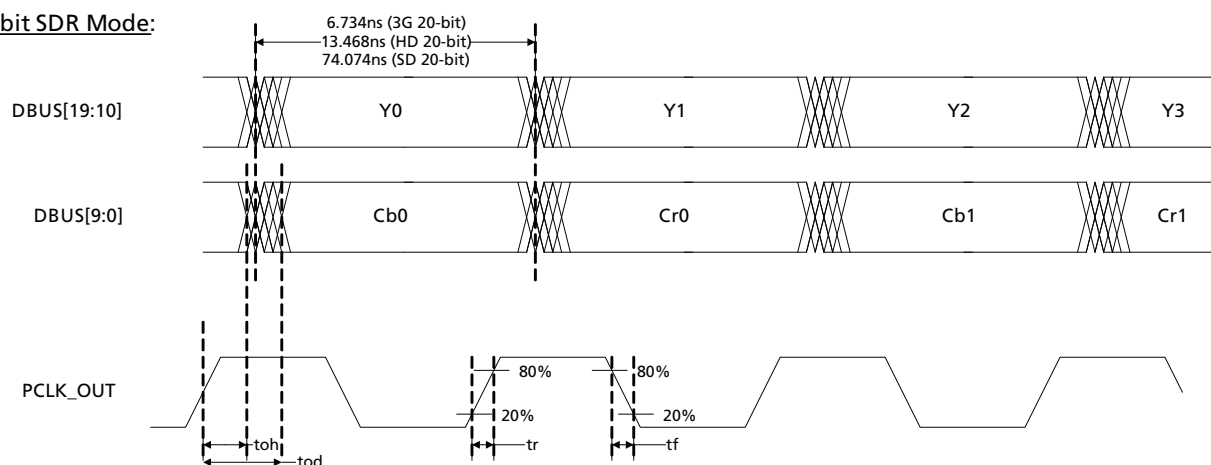 bit SDR Mode:
6.734ns (3G 20-bit)
13.468ns (HD 20-bit)
74.074ns (SD 20-bit)
DBUS[19:10]
Y0
Y1
Y2
Y3
DBUS[9:0]
Cb0
Cr0
Cb1
Cr1
PCLK_OUT
80%
80%
20%
20%
toh
tr
tf
tod